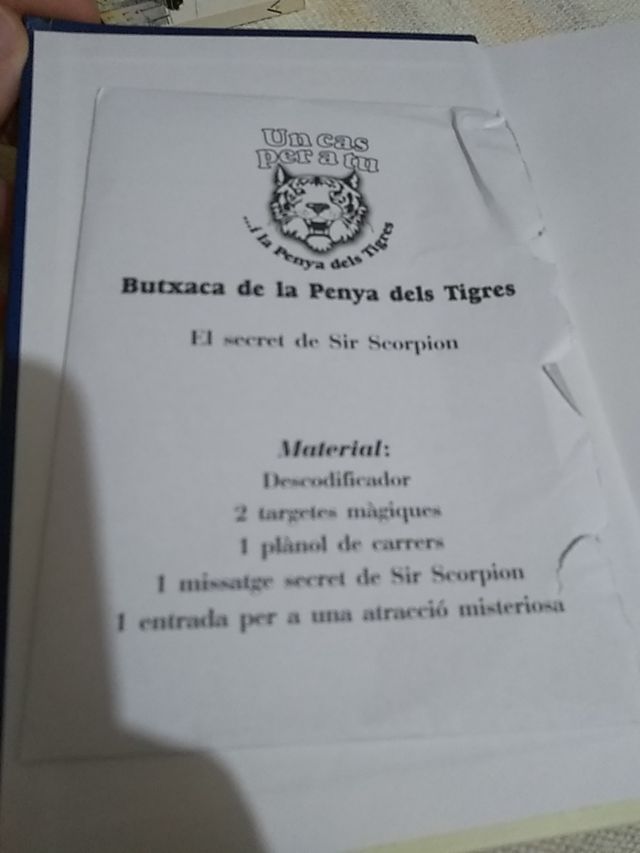 Un cas
per a tu
...i la Penya dels Tigres
Butxaca de la Penya dels Tigres
El secret de Sir Scorpion
Material:
Descodificador
2 targetes màgiques
1 plànol de carrers
1 missatge secret de Sir Scorpion
1 entrada per a una atracció misteriosa